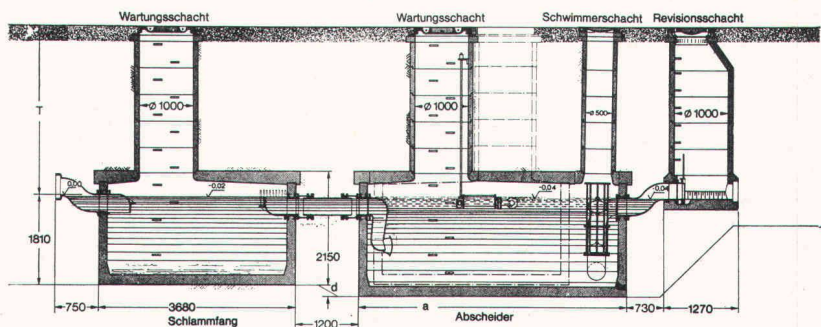 Wartungsschacht
Wartungsschacht
Schwimmerschacht
Revisionsschacht
T
ø 1000
ø 1000
ø 500
ø 1000
0,00
-0,02
-0,04
-0,04
1810
2150
d
750
3680
1200
a
730
1270
Schlammfang
Abscheider